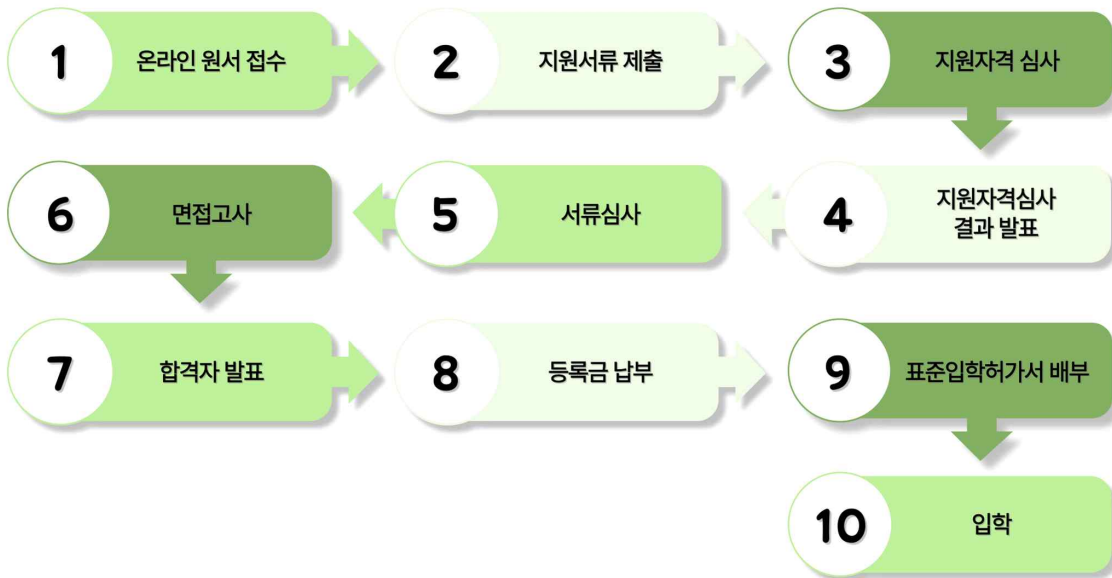 1 온라인 원서 접수
2 지원서류 제출
3 지원자격 심사
4 지원자격심사
결과 발표
5 서류심사
6 면접고사
7 합격자 발표
8 등록금 납부
9 표준입학허가서 배부
10 입학